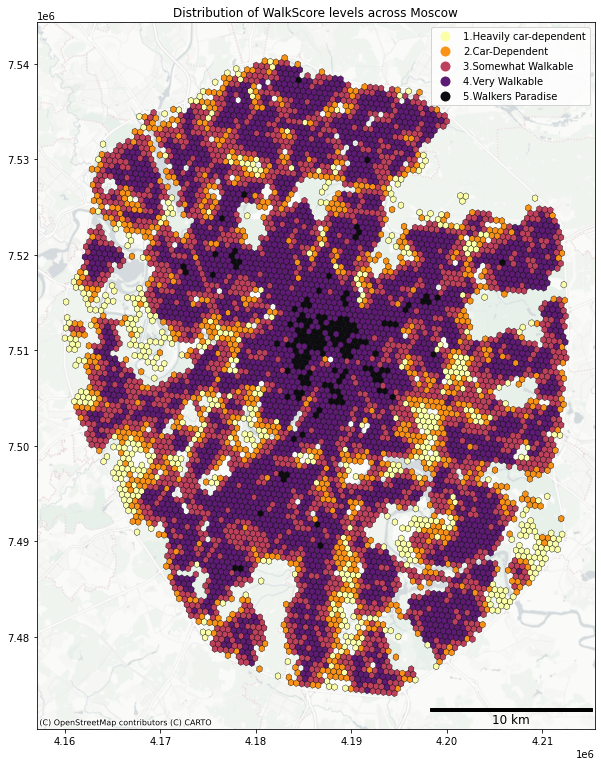 Distribution of WalkScore levels across Moscow
1e6
1.Heavily car-dependent
2.Car-Dependent
3.Somewhat Walkable
4.Very Walkable
5.Walkers Paradise
7.54
7.53
7.52
7.51
7.50
7.49
7.48
10 km
(C) OpenStreetMap contributors (C) CARTO
4.16 4.17 4.18 4.19 4.20 4.21
1e6